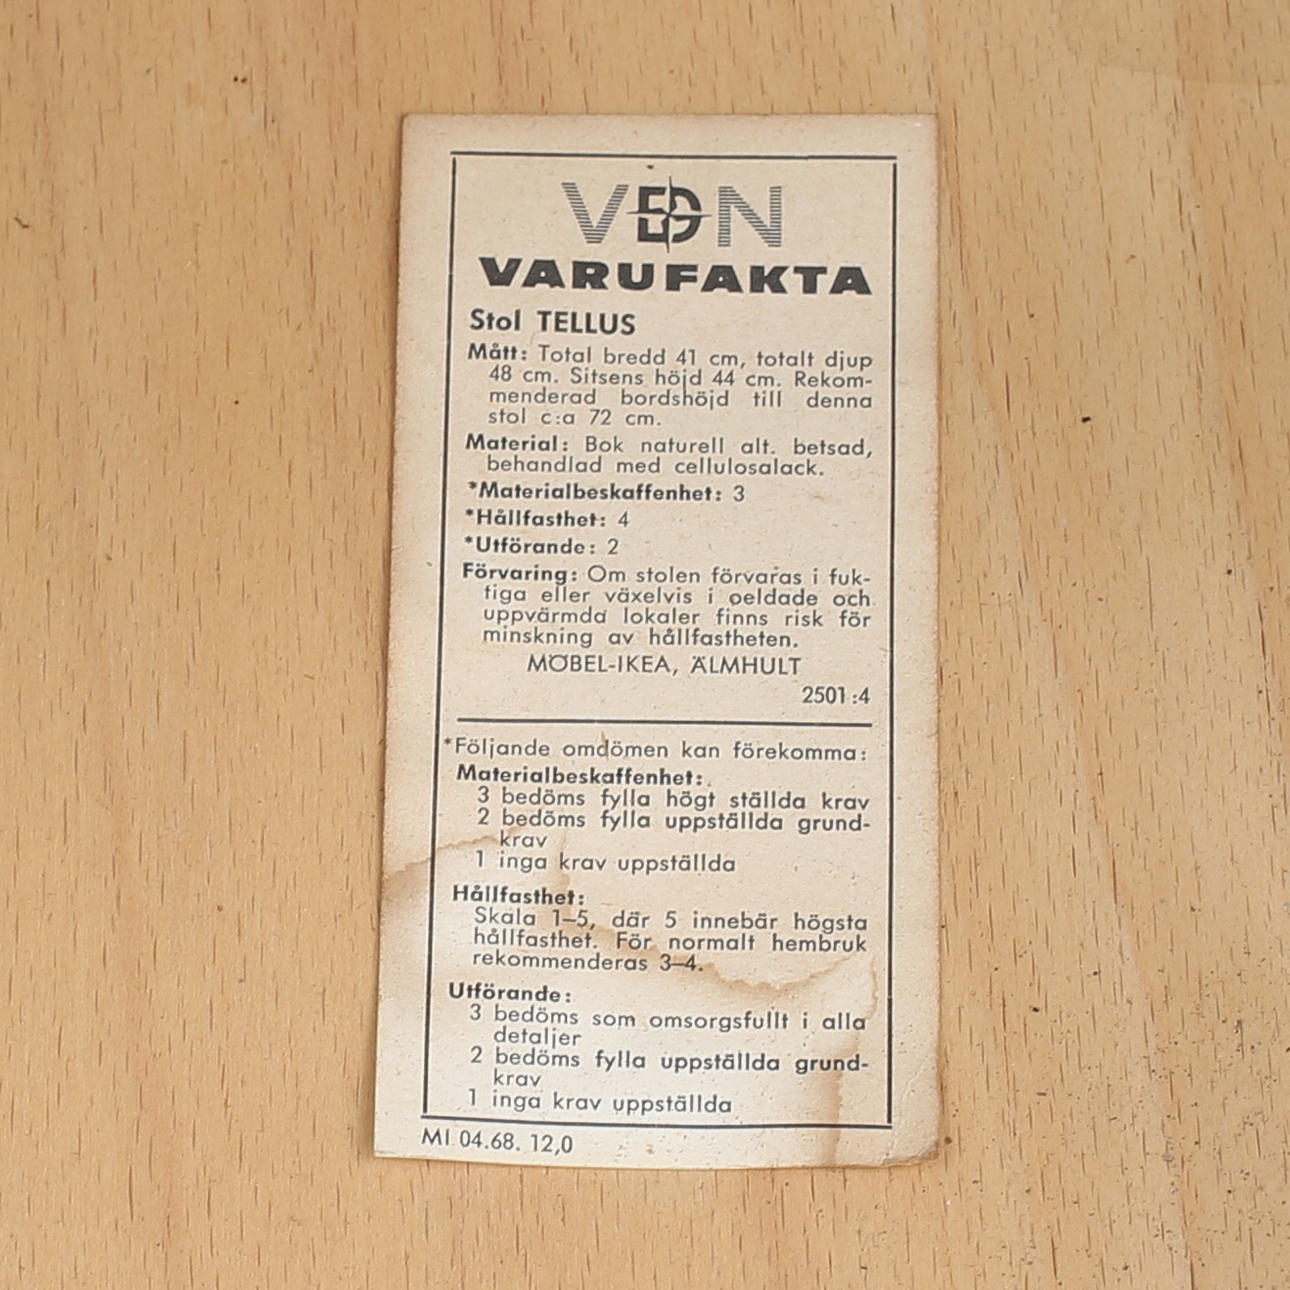 VDN
VARUFAKTA
Stol TELLUS
Mått: Total bredd 41 cm, totalt djup
48 cm. Sitsens höjd 44 cm. Rekom-
menderad bordshöjd till denna
stol c:a 72 cm.
Material: Bok naturell alt. betsad,
behandlad med cellulosalack.
*Materialbeskaffenhet: 3
*Hållfasthet: 4
*Utförande: 2
Förvaring: Om stolen förvaras i fuk-
tiga eller växelvis i oeldade och
uppvärmda lokaler finns risk för
minskning av hållfastheten.
MÖBEL-IKEA, ÄLMHULT
2501:4
*Följande omdömen kan förekomma:
Materialbeskaffenhet:
3 bedöms fylla högt ställda krav
2 bedöms fylla uppställda grund-
krav
1 inga krav uppställda
Hållfasthet:
Skala 1–5, där 5 innebär högsta
hållfasthet. För normalt hembruk
rekommenderas 3–4.
Utförande:
3 bedöms som omsorgsfullt i alla
detaljer
2 bedöms fylla uppställda grund-
krav
1 inga krav uppställda
MI 04.68. 12,0